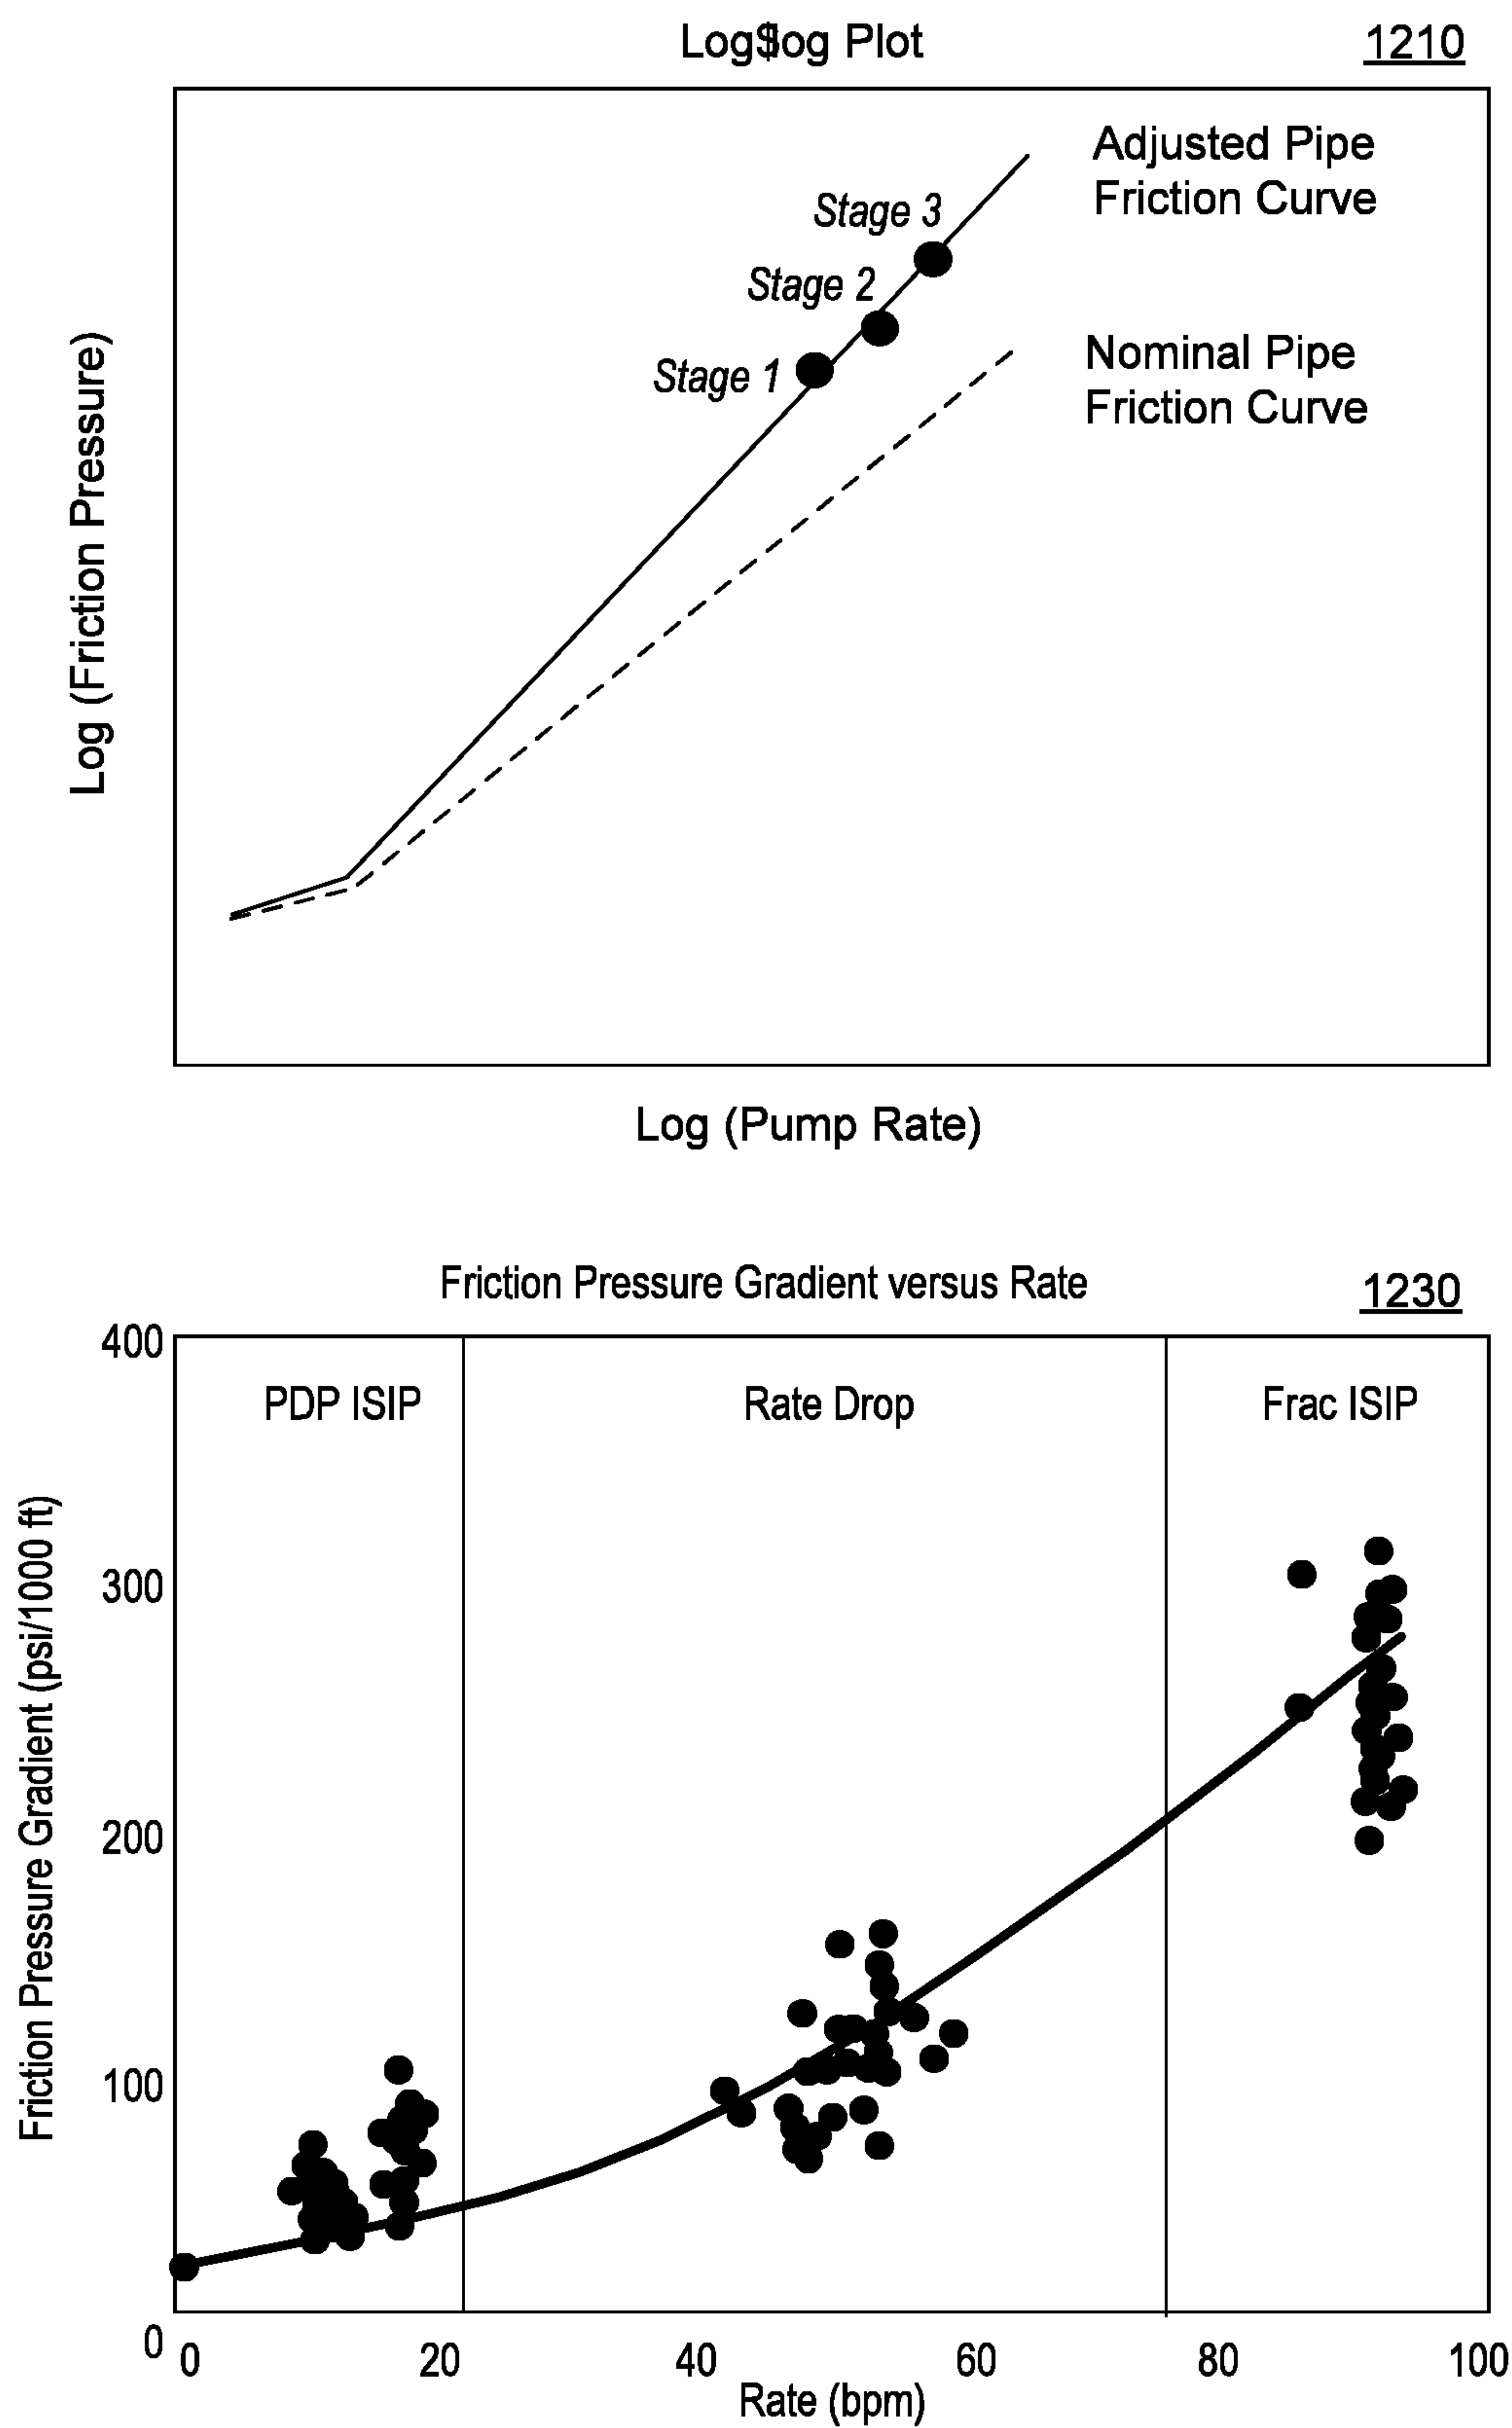 Log$og Plot
1210
Adjusted Pipe
Friction Curve
Stage 3
Stage 2
Stage 1
Nominal Pipe
Friction Curve
Log (Friction Pressure)
Log (Pump Rate)
Friction Pressure Gradient versus Rate
1230
PDP ISIP
Rate Drop
Frac ISIP
Friction Pressure Gradient (psi/1000 ft)
400
300
200
100
0
0 20 40 60 80 100
Rate (bpm)